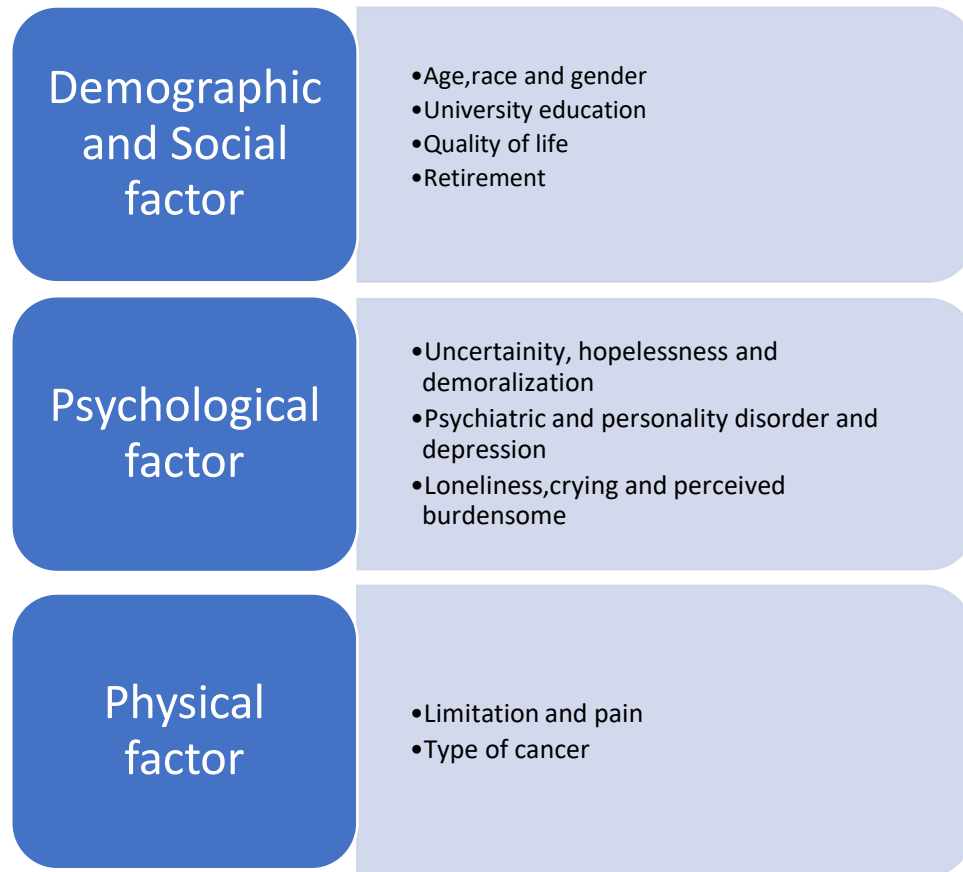 Demographic
and Social
factor
•Age,race and gender
•University education
•Quality of life
•Retirement
Psychological
factor
•Uncertainity, hopelessness and
demoralization
•Psychiatric and personality disorder and
depression
•Loneliness,crying and perceived
burdensome
Physical
factor
•Limitation and pain
•Type of cancer